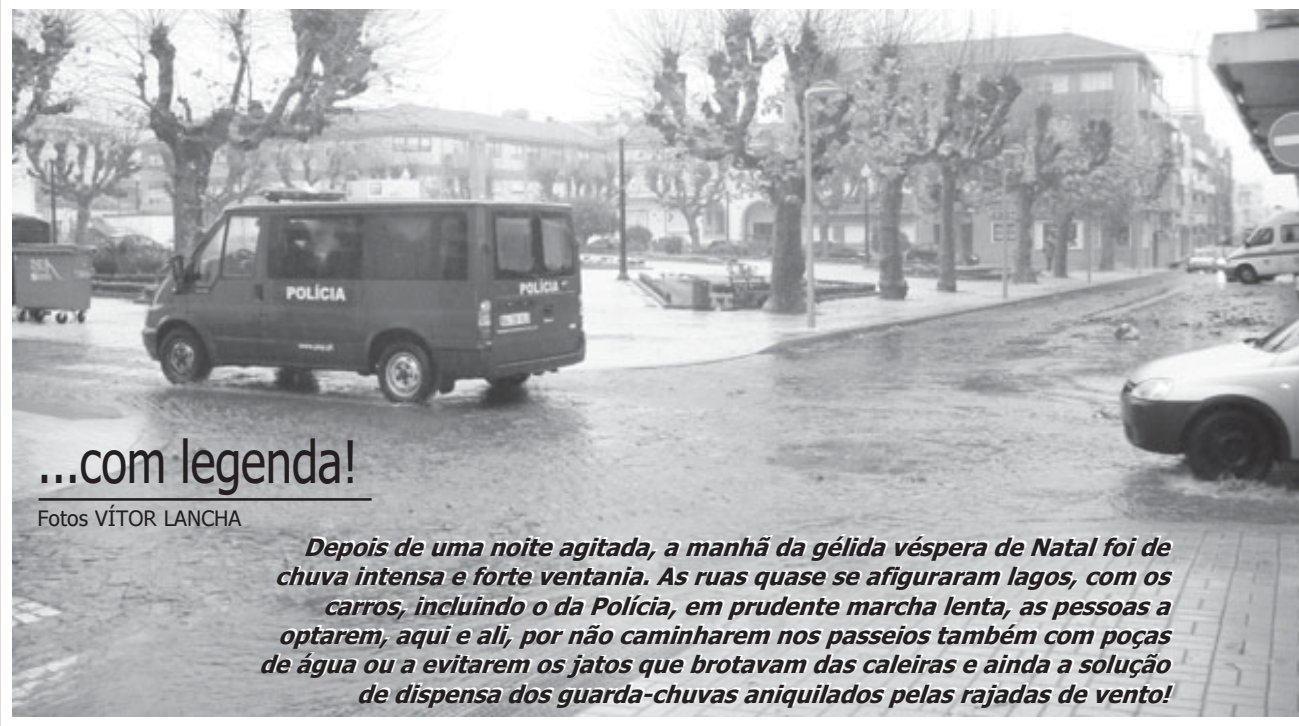 POLÍCIA
POLÍCIA
...com legenda!
Fotos VÍTOR LANCHA
Depois de uma noite agitada, a manhã da gélida véspera de Natal foi de
chuva intensa e forte ventania. As ruas quase se afiguraram lagos, com os
carros, incluindo o da Polícia, em prudente marcha lenta, as pessoas a
optarem, aqui e ali, por não caminharem nos passeios também com poças
de água ou a evitarem os jatos que brotavam das caleiras e ainda a solução
de dispensa dos guarda-chuvas aniquilados pelas rajadas de vento!